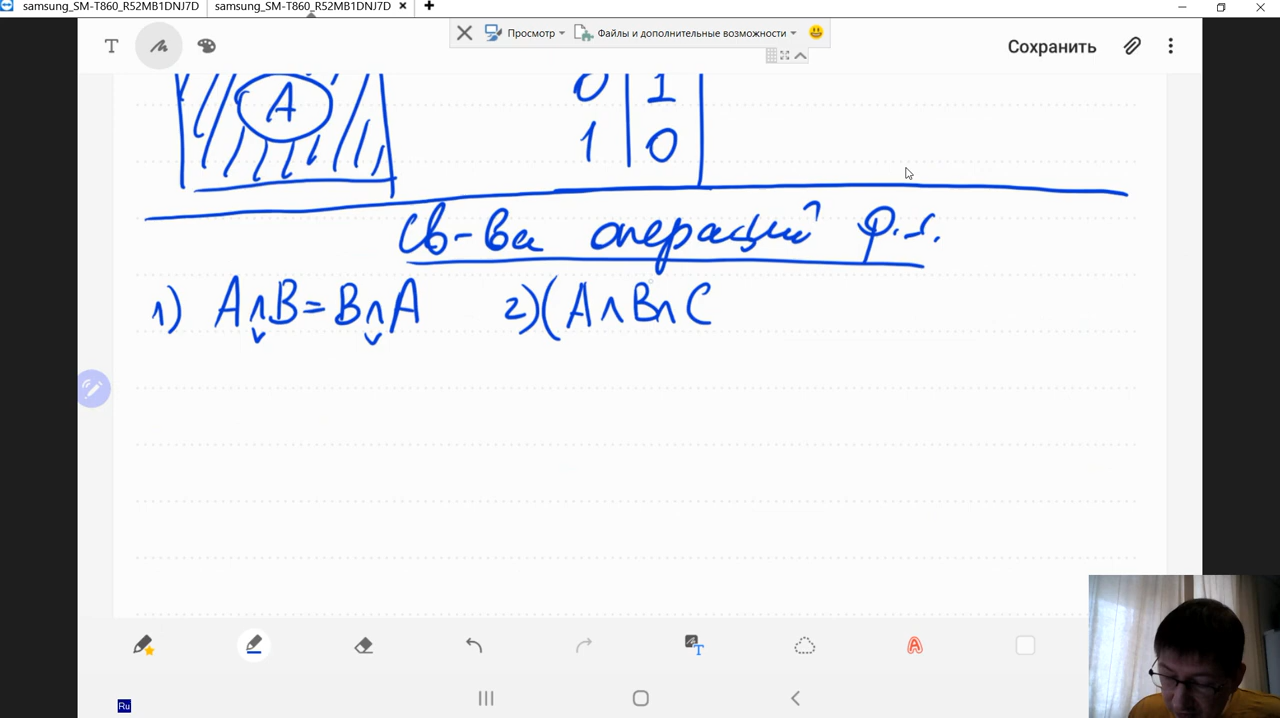 samsung_SM-T860_R52MB1DNJ7D samsung_SM-T860_R52MB1DNJ7D
Просмотр Файлы и дополнительные возможности
T Сохранить
A 0 1
1 0
Св-ва операций Ф.Л.
1) A∧B=B∧A 2)(A∧B∧C
∨ ∨
T A
Ru